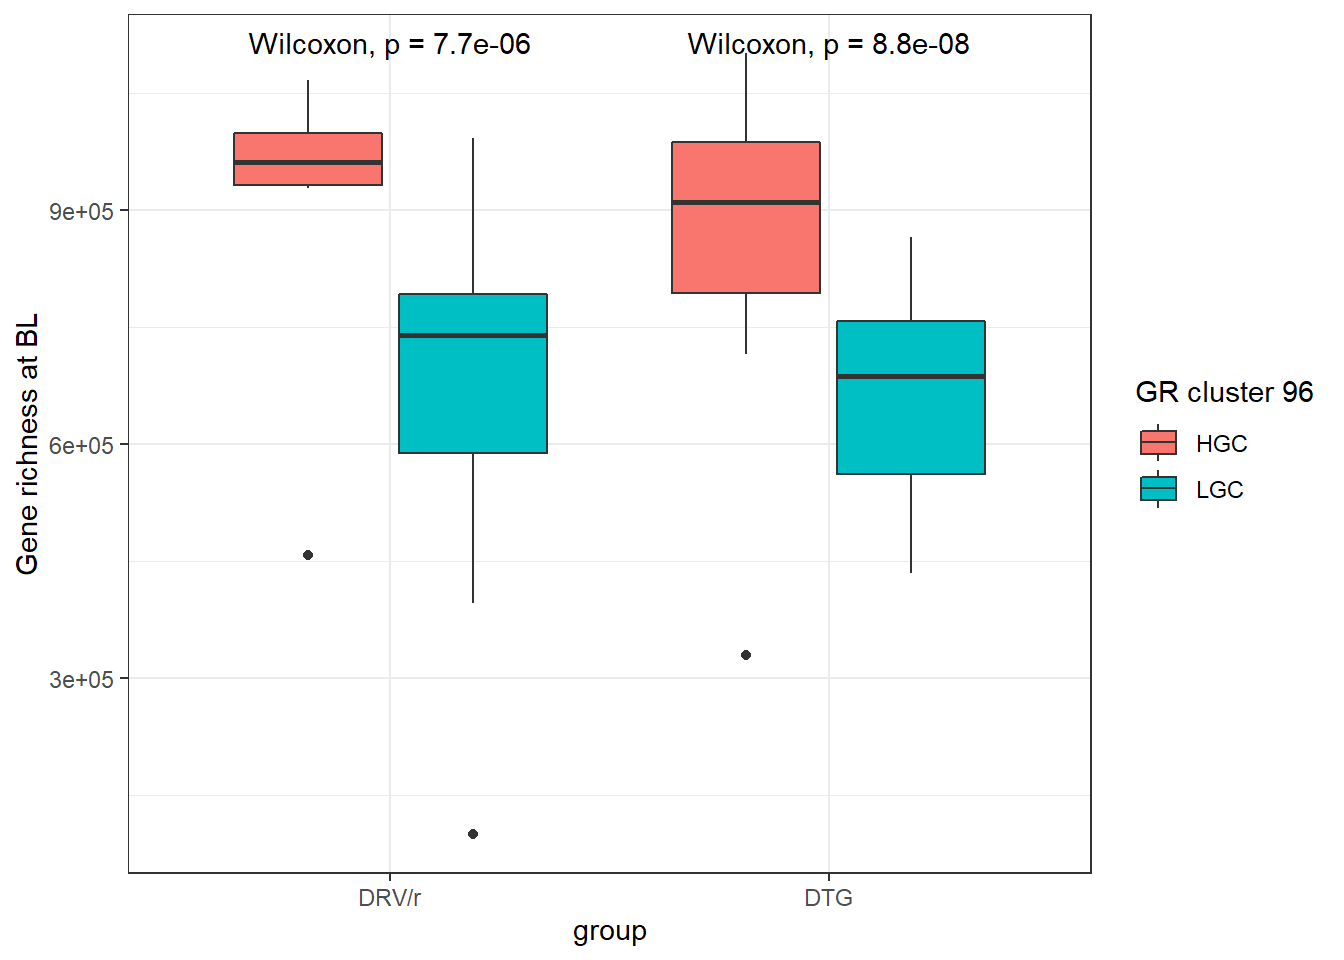 Wilcoxon, p = 7.7e-06
Wilcoxon, p = 8.8e-08
9e+05
6e+05
3e+05
Gene richness at BL
DRV/r
DTG
group
GR cluster 96
HGC
LGC